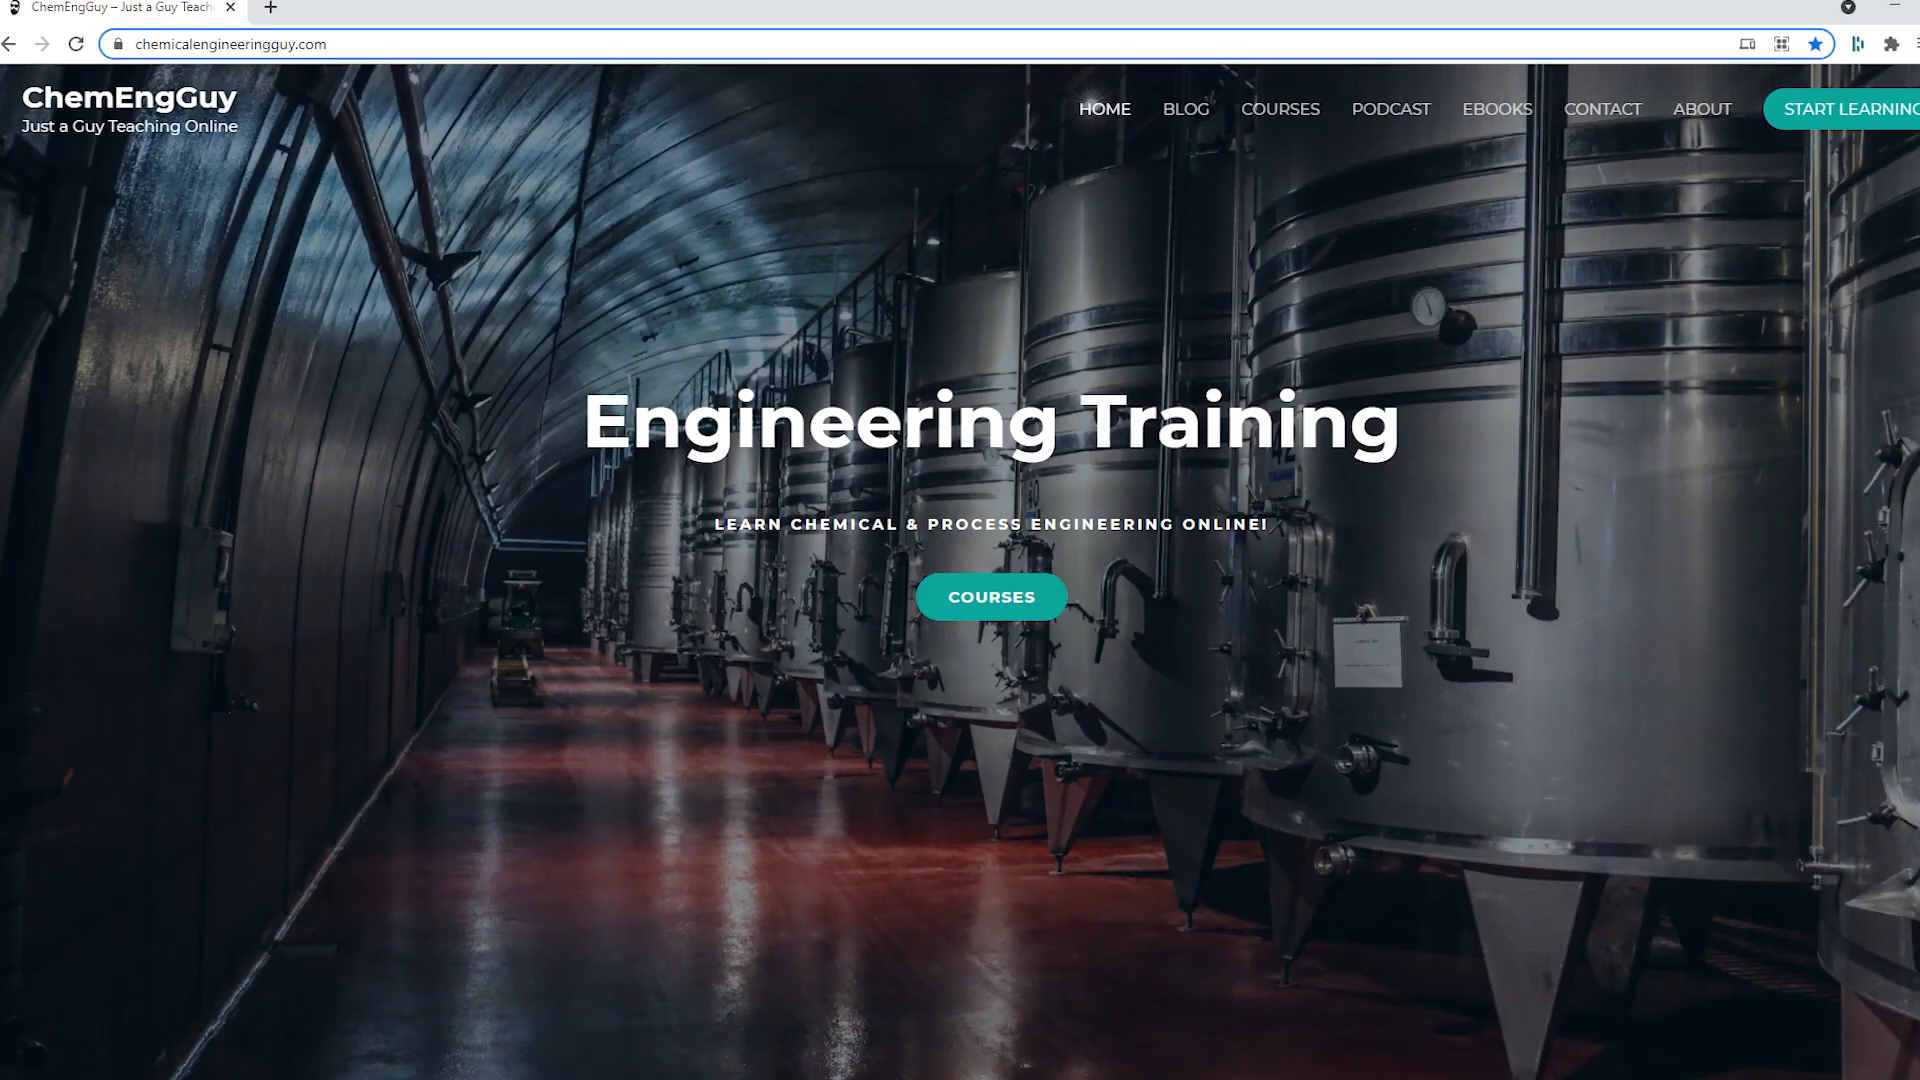 ChemEngGuy – Just a Guy Teach
chemicalengineeringguy.com
ChemEngGuy
Just a Guy Teaching Online
HOME BLOG COURSES PODCAST EBOOKS CONTACT ABOUT START LEARNING
Engineering Training
LEARN CHEMICAL & PROCESS ENGINEERING ONLINE!
COURSES